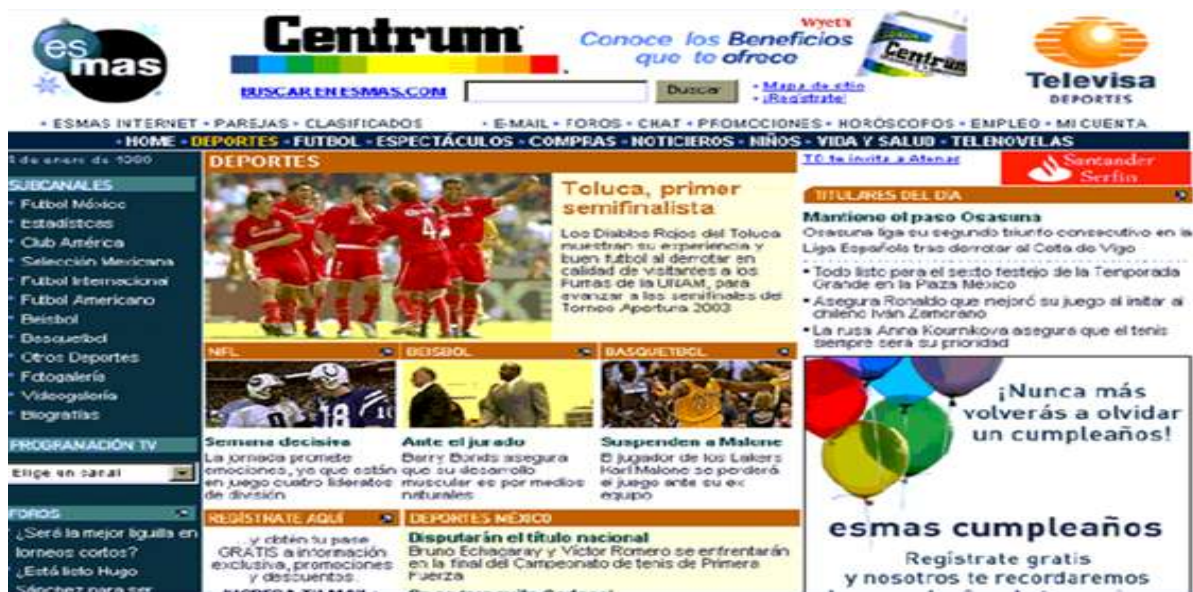 es
mas
Centrum
Conoce los Beneficios
que te ofrece
Wyeth
Centrum
Televisa
DEPORTES
BUSCAR EN ESMAS.COM
Buscar
Mapa de sitio
¡Regístrate!
ESMAS INTERNET • PAREJAS • CLASIFICADOS
E-MAIL • FOROS • CHAT • PROMOCIONES • HORÓSCOPOS • EMPLEO • MI CUENTA
HOME • DEPORTES • FUTBOL • ESPECTÁCULOS • COMPRAS • NOTICIEROS • NIÑOS • VIDA Y SALUD • TELENOVELAS
de enero de
SUBCANALES
Futbol México
Estadísticas
Club América
Selección Mexicana
Futbol Internacional
Futbol Americano
Beisbol
Basquetbol
Otros Deportes
Fotogalería
Videogalería
Biografías
PROGRAMACIÓN TV
Elige un canal
FOROS
¿Será la mejor liguilla en
torneos cortos?
¿Está listo Hugo
Sánchez para ser
DEPORTES
Toluca, primer
semifinalista
Los Diablos Rojos del Toluca
muestran su experiencia y
buen futbol al derrotar en
calidad de visitantes a los
Pumas de la UNAM, para
avanzar a las semifinales del
Torneo Apertura 2003
NFL
Semana decisiva
La jornada promete
emociones, ya que están
en juego cuatro lideratos
de división
BEISBOL
Ante el jurado
Barry Bonds asegura
que su desarrollo
muscular es por medios
naturales
BASQUETBOL
Suspenden a Malone
El jugador de los Lakers
Karl Malone se perderá
el juego ante su ex
equipo
REGÍSTRATE AQUÍ
...y obtén tu pase
GRATIS a información
exclusiva, promociones
y descuentos.
DEPORTES MÉXICO
Disputarán el título nacional
Bruno Echagaray y Víctor Romero se enfrentarán
en la final del Campeonato de tenis de Primera
Fuerza
TD te invita a Atenas
Santander
Serfin
TITULARES DEL DÍA
Mantiene el paso Osasuna
Osasuna liga su segundo triunfo consecutivo en la
Liga Española tras derrotar al Celta de Vigo
• Todo listo para el sexto festejo de la Temporada
Grande en la Plaza México
• Asegura Ronaldo que mejoró su juego al imitar al
chileno Iván Zamorano
• La rusa Anna Kournikova asegura que el tenis
siempre será su prioridad
¡Nunca más
volverás a olvidar
un cumpleaños!
esmas cumpleaños
Regístrate gratis
y nosotros te recordaremos